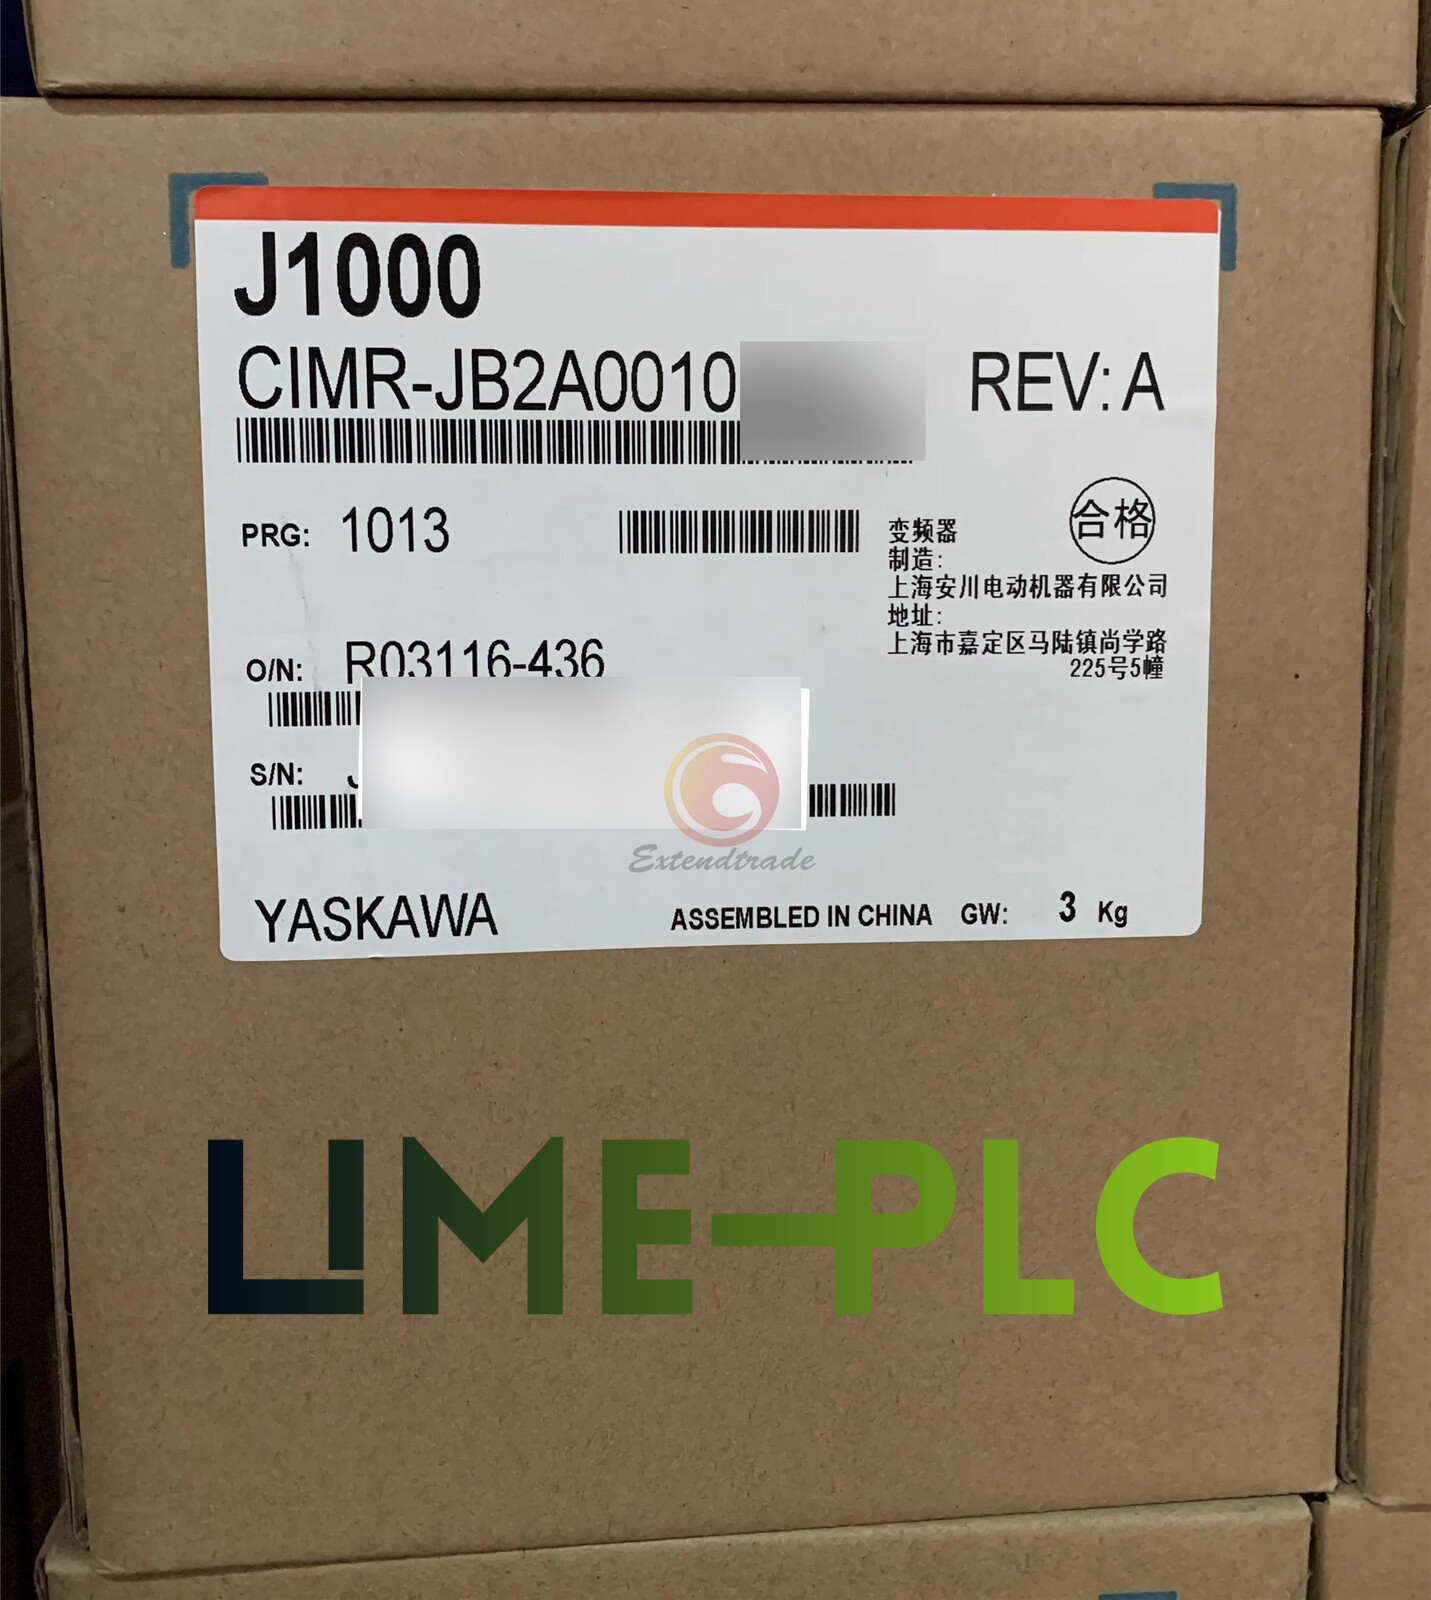 J1000
CIMR-JB2A0010
REV: A
PRG: 1013
合格
变频器
制造:
上海安川电动机器有限公司
地址:
上海市嘉定区马陆镇尚学路
225号5幢
O/N: R03116-436
S/N:
Extendtrade
YASKAWA
ASSEMBLED IN CHINA GW: 3 Kg
LIME-PLC